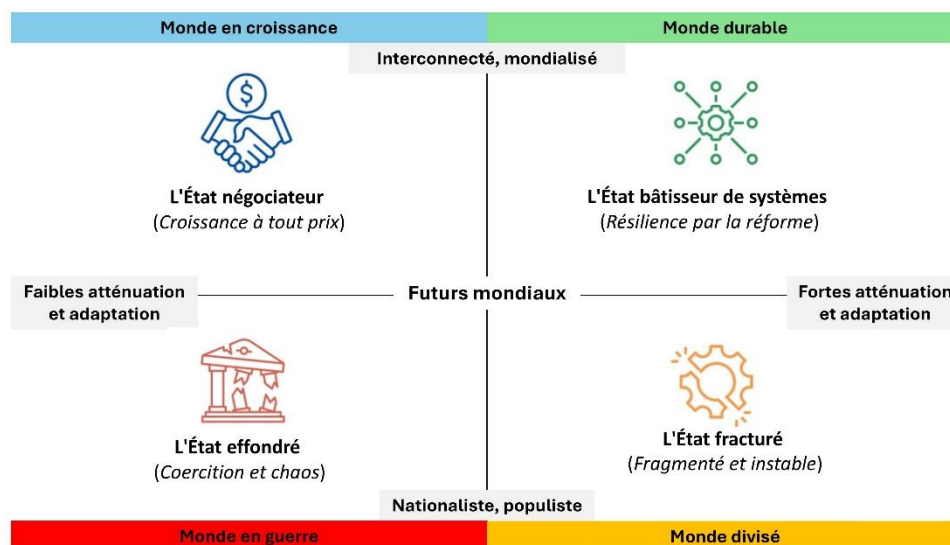 Monde en croissance
Monde durable
Interconnecté, mondialisé
$
L'État négociateur
(Croissance à tout prix)
L'État bâtisseur de systèmes
(Résilience par la réforme)
Faibles atténuation
et adaptation
Futurs mondiaux
Fortes atténuation
et adaptation
L'État effondré
(Coercition et chaos)
L'État fracturé
(Fragmenté et instable)
Nationaliste, populiste
Monde en guerre
Monde divisé